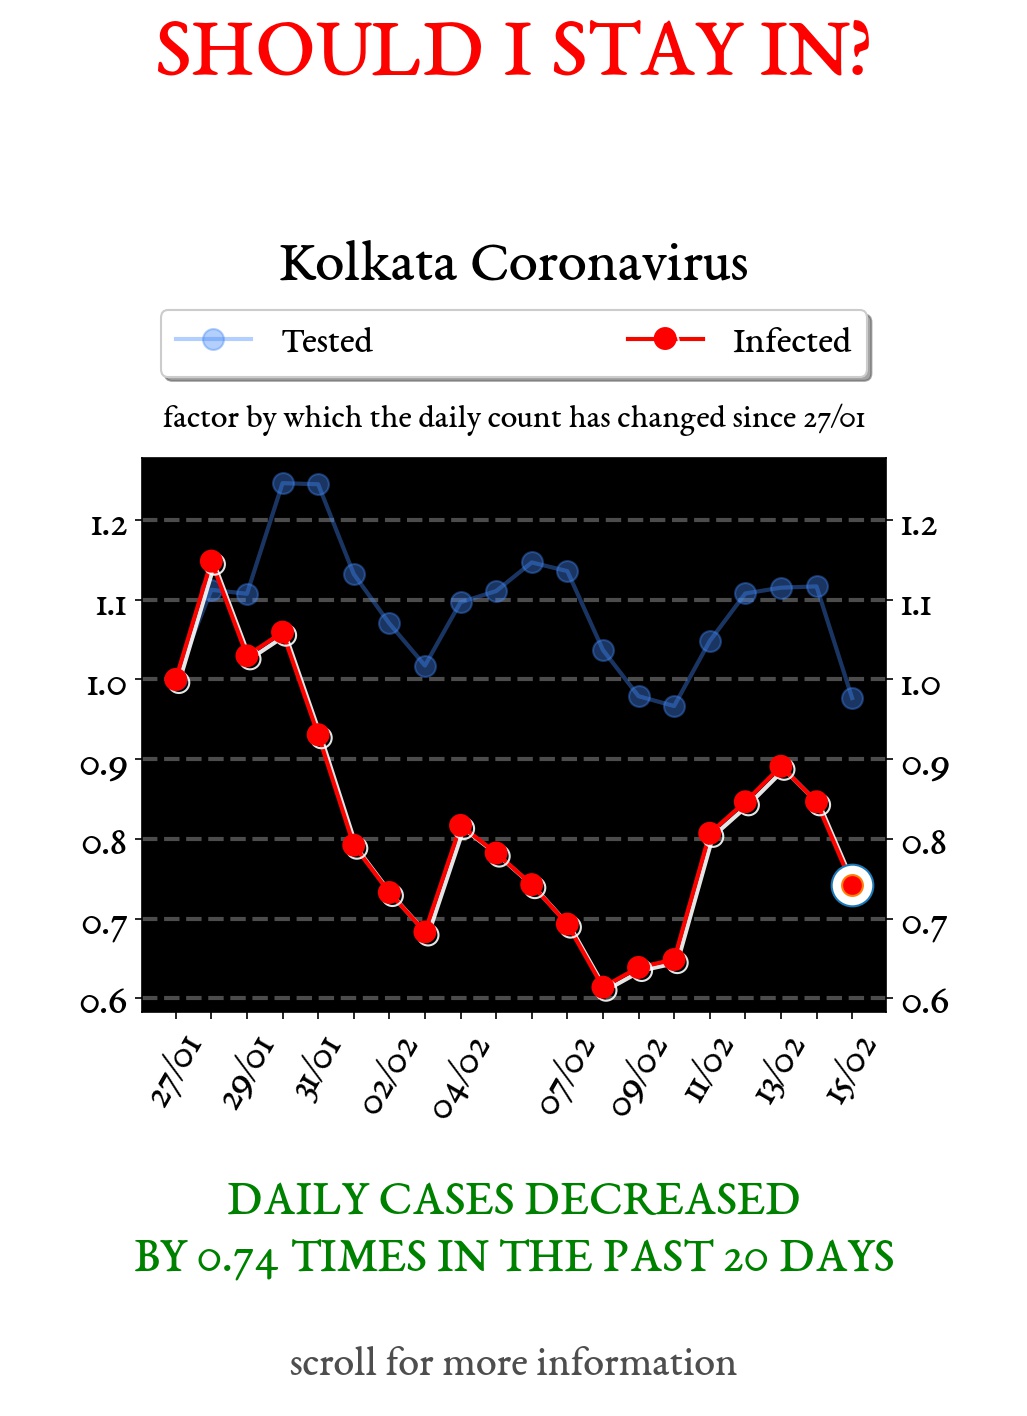 SHOULD I STAY IN?
Kolkata Coronavirus
Tested Infected
factor by which the daily count has changed since 27/01
1.2 1.2
1.1 1.1
1.0 1.0
0.9 0.9
0.8 0.8
0.7 0.7
0.6 0.6
27/01 29/01 31/01 02/02 04/02 07/02 09/02 11/02 13/02 15/02
DAILY CASES DECREASED
BY 0.74 TIMES IN THE PAST 20 DAYS
scroll for more information